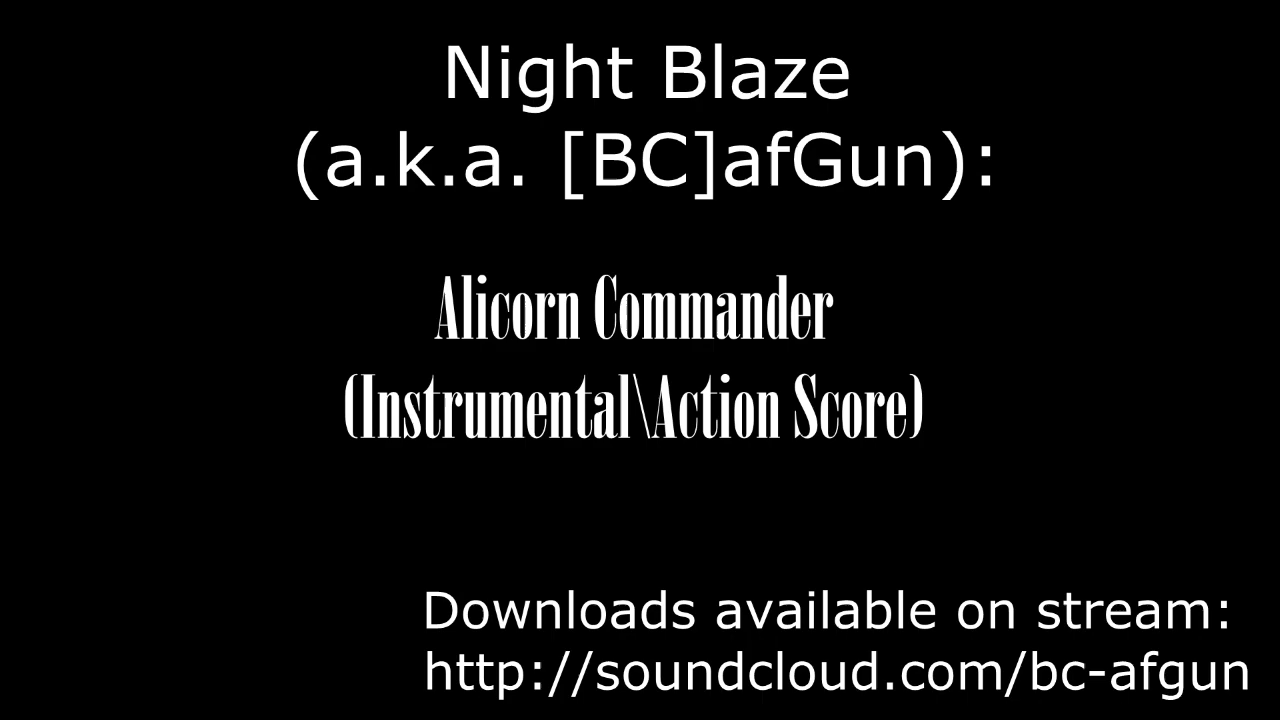 Night Blaze
(a.k.a. [BC]afGun):
Alicorn Commander
(Instrumental\Action Score)
Downloads available on stream:
http://soundcloud.com/bc-afgun